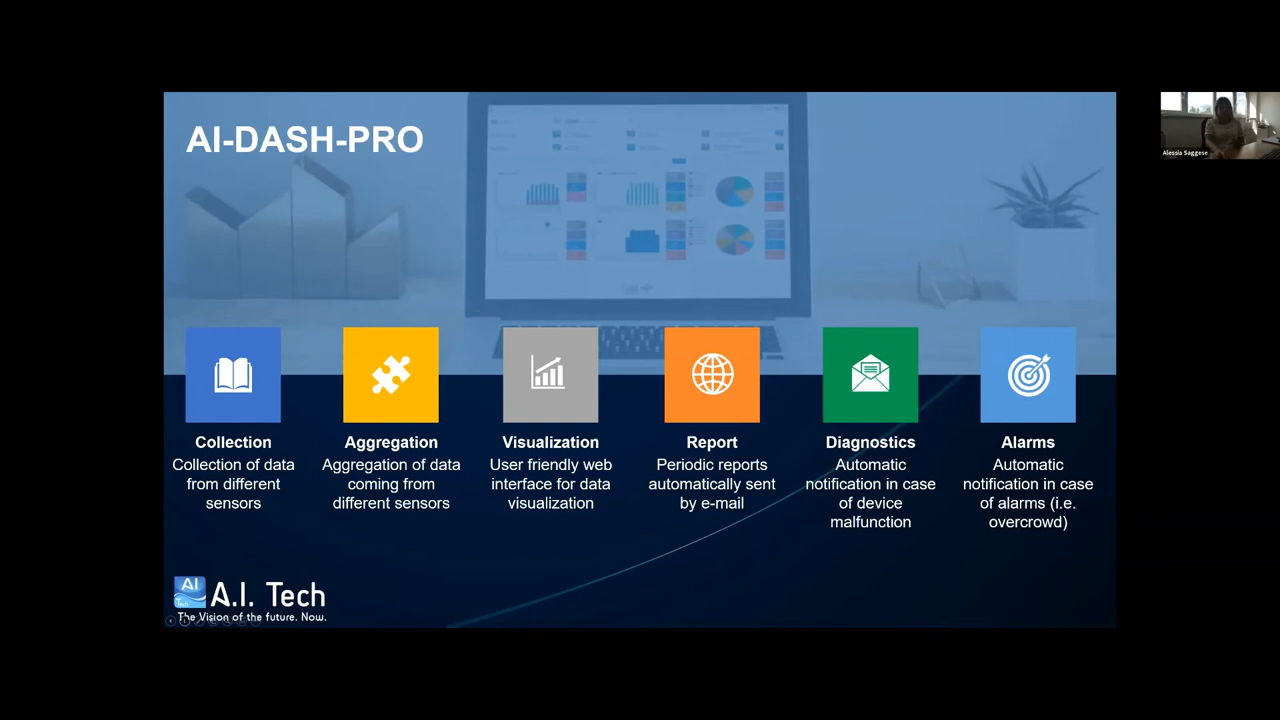 AI-DASH-PRO
Alessia Saggese
Collection
Collection of data
from different
sensors
Aggregation
Aggregation of data
coming from
different sensors
Visualization
User friendly web
interface for data
visualization
Report
Periodic reports
automatically sent
by e-mail
Diagnostics
Automatic
notification in case
of device
malfunction
Alarms
Automatic
notification in case
of alarms (i.e.
overcrowd)
AI
Tech
A.I. Tech
The Vision of the future. Now.